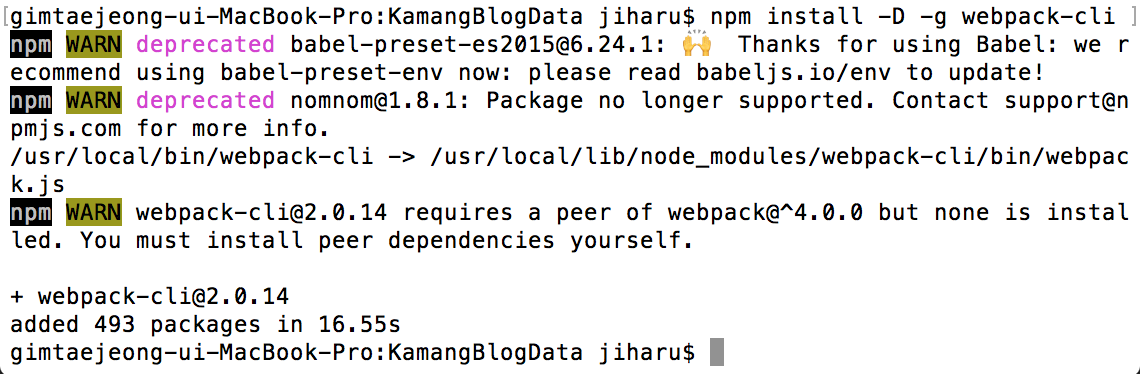 [gimtaejeong-ui-MacBook-Pro:KamangBlogData jiharu$ npm install -D -g webpack-cli ]
npm WARN deprecated babel-preset-es2015@6.24.1: 🙌  Thanks for using Babel: we r
ecommend using babel-preset-env now: please read babeljs.io/env to update!
npm WARN deprecated nomnom@1.8.1: Package no longer supported. Contact support@n
pmjs.com for more info.
/usr/local/bin/webpack-cli -> /usr/local/lib/node_modules/webpack-cli/bin/webpac
k.js
npm WARN webpack-cli@2.0.14 requires a peer of webpack@^4.0.0 but none is instal
led. You must install peer dependencies yourself.

+ webpack-cli@2.0.14
added 493 packages in 16.55s
gimtaejeong-ui-MacBook-Pro:KamangBlogData jiharu$